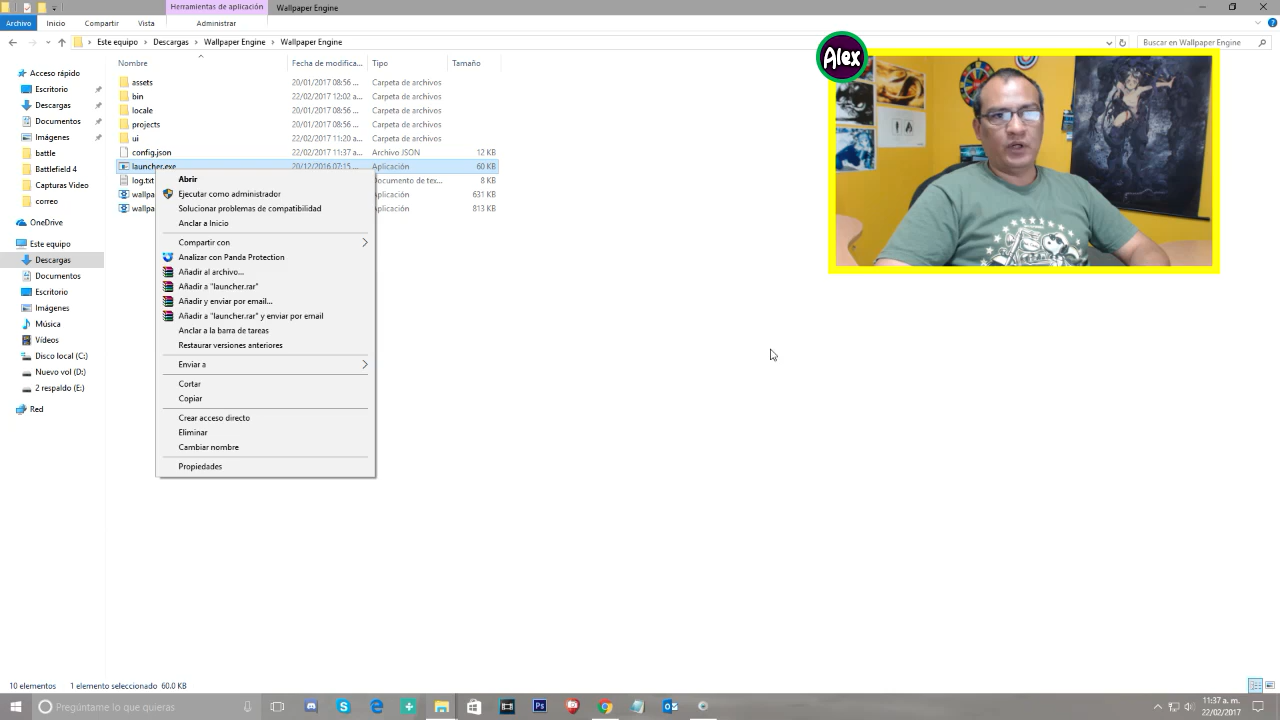 Herramientas de aplicación
Wallpaper Engine
Archivo
Inicio
Compartir
Vista
Administrar
Este equipo
Descargas
Wallpaper Engine
Wallpaper Engine
Buscar en Wallpaper Engine
Nombre
Fecha de modifica...
Tipo
Tamaño
Acceso rápido
Escritorio
Descargas
Documentos
Imágenes
battle
Battlefield 4
Capturas Video
correo
OneDrive
Este equipo
Descargas
Documentos
Escritorio
Imágenes
Música
Vídeos
Disco local (C:)
Nuevo vol (D:)
2 respaldo (E:)
Red
assets 20/01/2017 08:56 ... Carpeta de archivos
bin 22/02/2017 12:02 a... Carpeta de archivos
locale 20/01/2017 08:56 ... Carpeta de archivos
projects 20/01/2017 08:56 ... Carpeta de archivos
ui 22/02/2017 11:20 a... Carpeta de archivos
config.json 22/02/2017 11:37 a... Archivo JSON 12 KB
launcher.exe 20/12/2016 07:15 ... Aplicación 60 KB
log.txt Documento de tex... 8 KB
wallpa Aplicación 631 KB
wallpa Aplicación 813 KB
Abrir
Ejecutar como administrador
Solucionar problemas de compatibilidad
Anclar a Inicio
Compartir con
Analizar con Panda Protection
Añadir al archivo...
Añadir a "launcher.rar"
Añadir y enviar por email...
Añadir a "launcher.rar" y enviar por email
Anclar a la barra de tareas
Restaurar versiones anteriores
Enviar a
Cortar
Copiar
Crear acceso directo
Eliminar
Cambiar nombre
Propiedades
Alex
10 elementos
1 elemento seleccionado 60.0 KB
Pregúntame lo que quieras
11:37 a. m.
22/02/2017